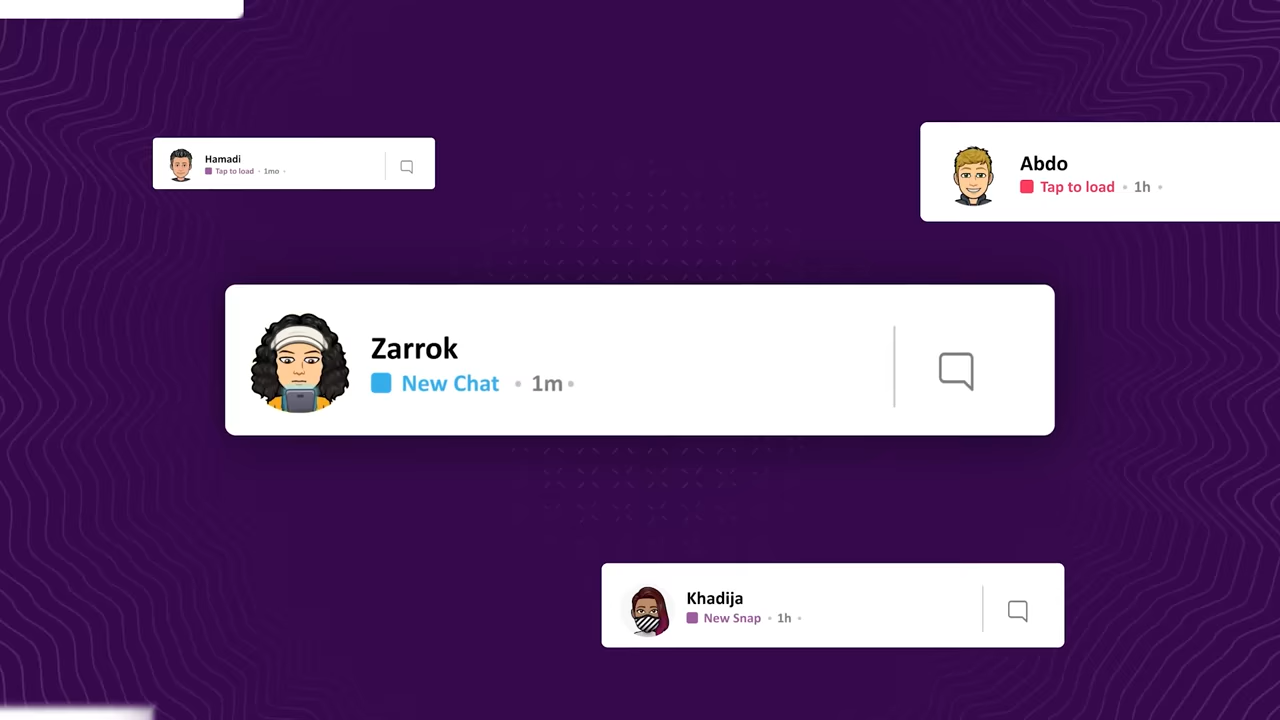 Hamadi
Tap to load · 1mo ·
Abdo
Tap to load · 1h ·
Zarrok
New Chat · 1m ·
Khadija
New Snap · 1h ·